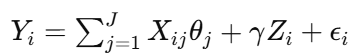 $Y_i = \sum_{j=1}^{J} X_{ij}\theta_j + \gamma Z_i + \epsilon_i$